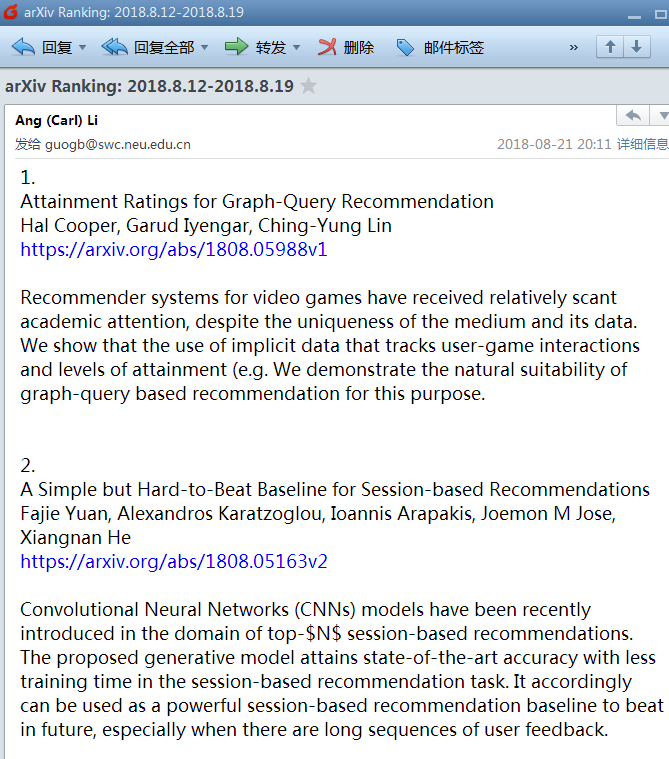 arXiv Ranking: 2018.8.12-2018.8.19
回复 回复全部 转发 删除 邮件标签 »
arXiv Ranking: 2018.8.12-2018.8.19
Ang (Carl) Li
发给 guogb@swc.neu.edu.cn 2018-08-21 20:11 详细信息
1.
Attainment Ratings for Graph-Query Recommendation
Hal Cooper, Garud Iyengar, Ching-Yung Lin
https://arxiv.org/abs/1808.05988v1
Recommender systems for video games have received relatively scant
academic attention, despite the uniqueness of the medium and its data.
We show that the use of implicit data that tracks user-game interactions
and levels of attainment (e.g. We demonstrate the natural suitability of
graph-query based recommendation for this purpose.
2.
A Simple but Hard-to-Beat Baseline for Session-based Recommendations
Fajie Yuan, Alexandros Karatzoglou, Ioannis Arapakis, Joemon M Jose,
Xiangnan He
https://arxiv.org/abs/1808.05163v2
Convolutional Neural Networks (CNNs) models have been recently
introduced in the domain of top-$N$ session-based recommendations.
The proposed generative model attains state-of-the-art accuracy with less
training time in the session-based recommendation task. It accordingly
can be used as a powerful session-based recommendation baseline to beat
in future, especially when there are long sequences of user feedback.